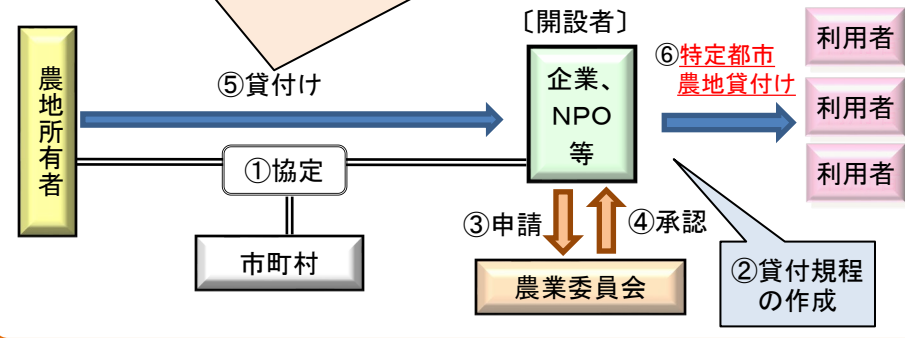 〔開設者〕
農地所有者
⑤貸付け
企業、
NPO
等
⑥特定都市
農地貸付け
利用者
利用者
利用者
①協定
市町村
③申請
④承認
農業委員会
②貸付規程
の作成